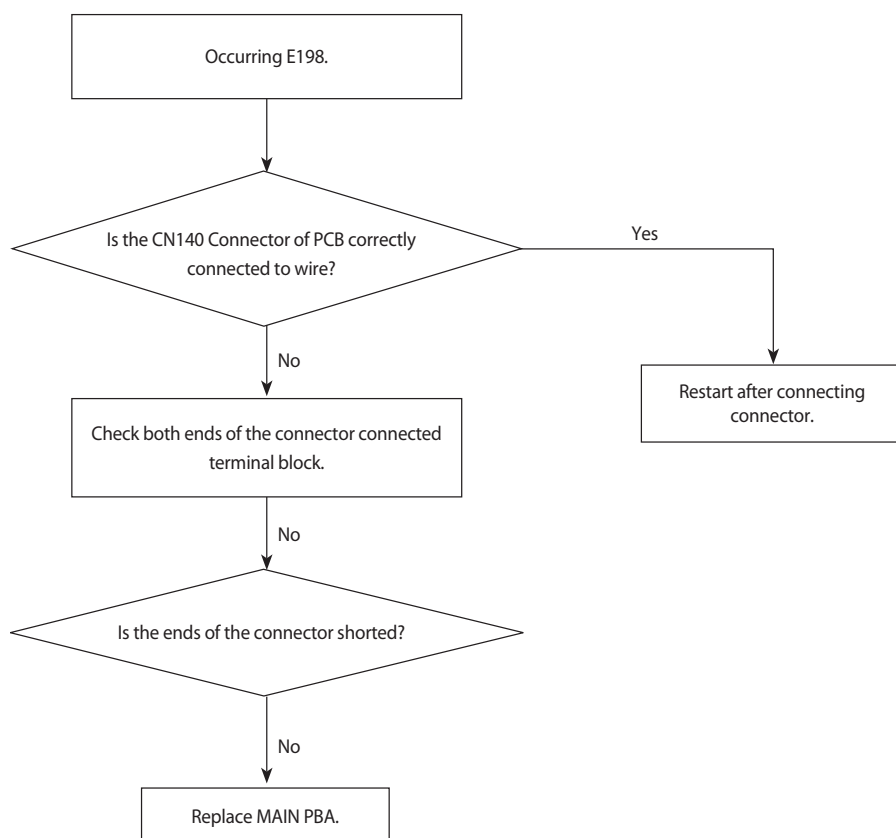 Occurring E198.
Is the CN140 Connector of PCB correctly
connected to wire?
Yes
No
Restart after connecting
connector.
Check both ends of the connector connected
terminal block.
No
Is the ends of the connector shorted?
No
Replace MAIN PBA.